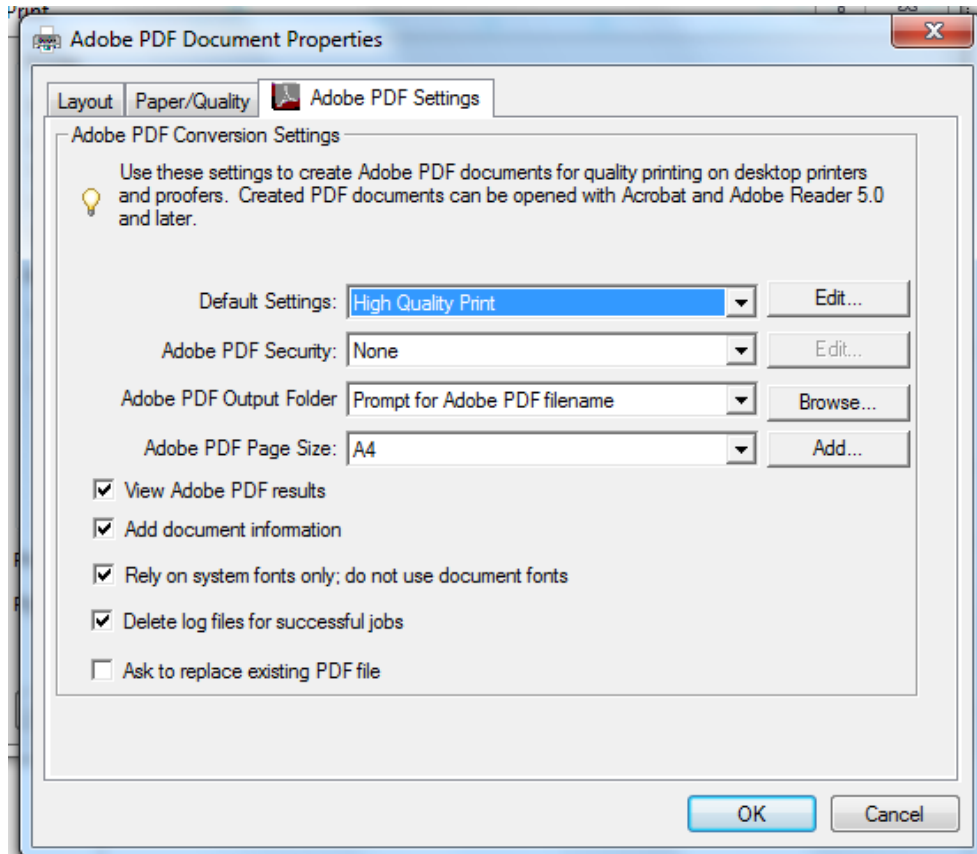 Print
Adobe PDF Document Properties
Layout Paper/Quality Adobe PDF Settings
Adobe PDF Conversion Settings
Use these settings to create Adobe PDF documents for quality printing on desktop printers
and proofers. Created PDF documents can be opened with Acrobat and Adobe Reader 5.0
and later.
Default Settings: High Quality Print Edit...
Adobe PDF Security: None Edit...
Adobe PDF Output Folder Prompt for Adobe PDF filename Browse...
Adobe PDF Page Size: A4 Add...
View Adobe PDF results
Add document information
Rely on system fonts only; do not use document fonts
Delete log files for successful jobs
Ask to replace existing PDF file
OK Cancel